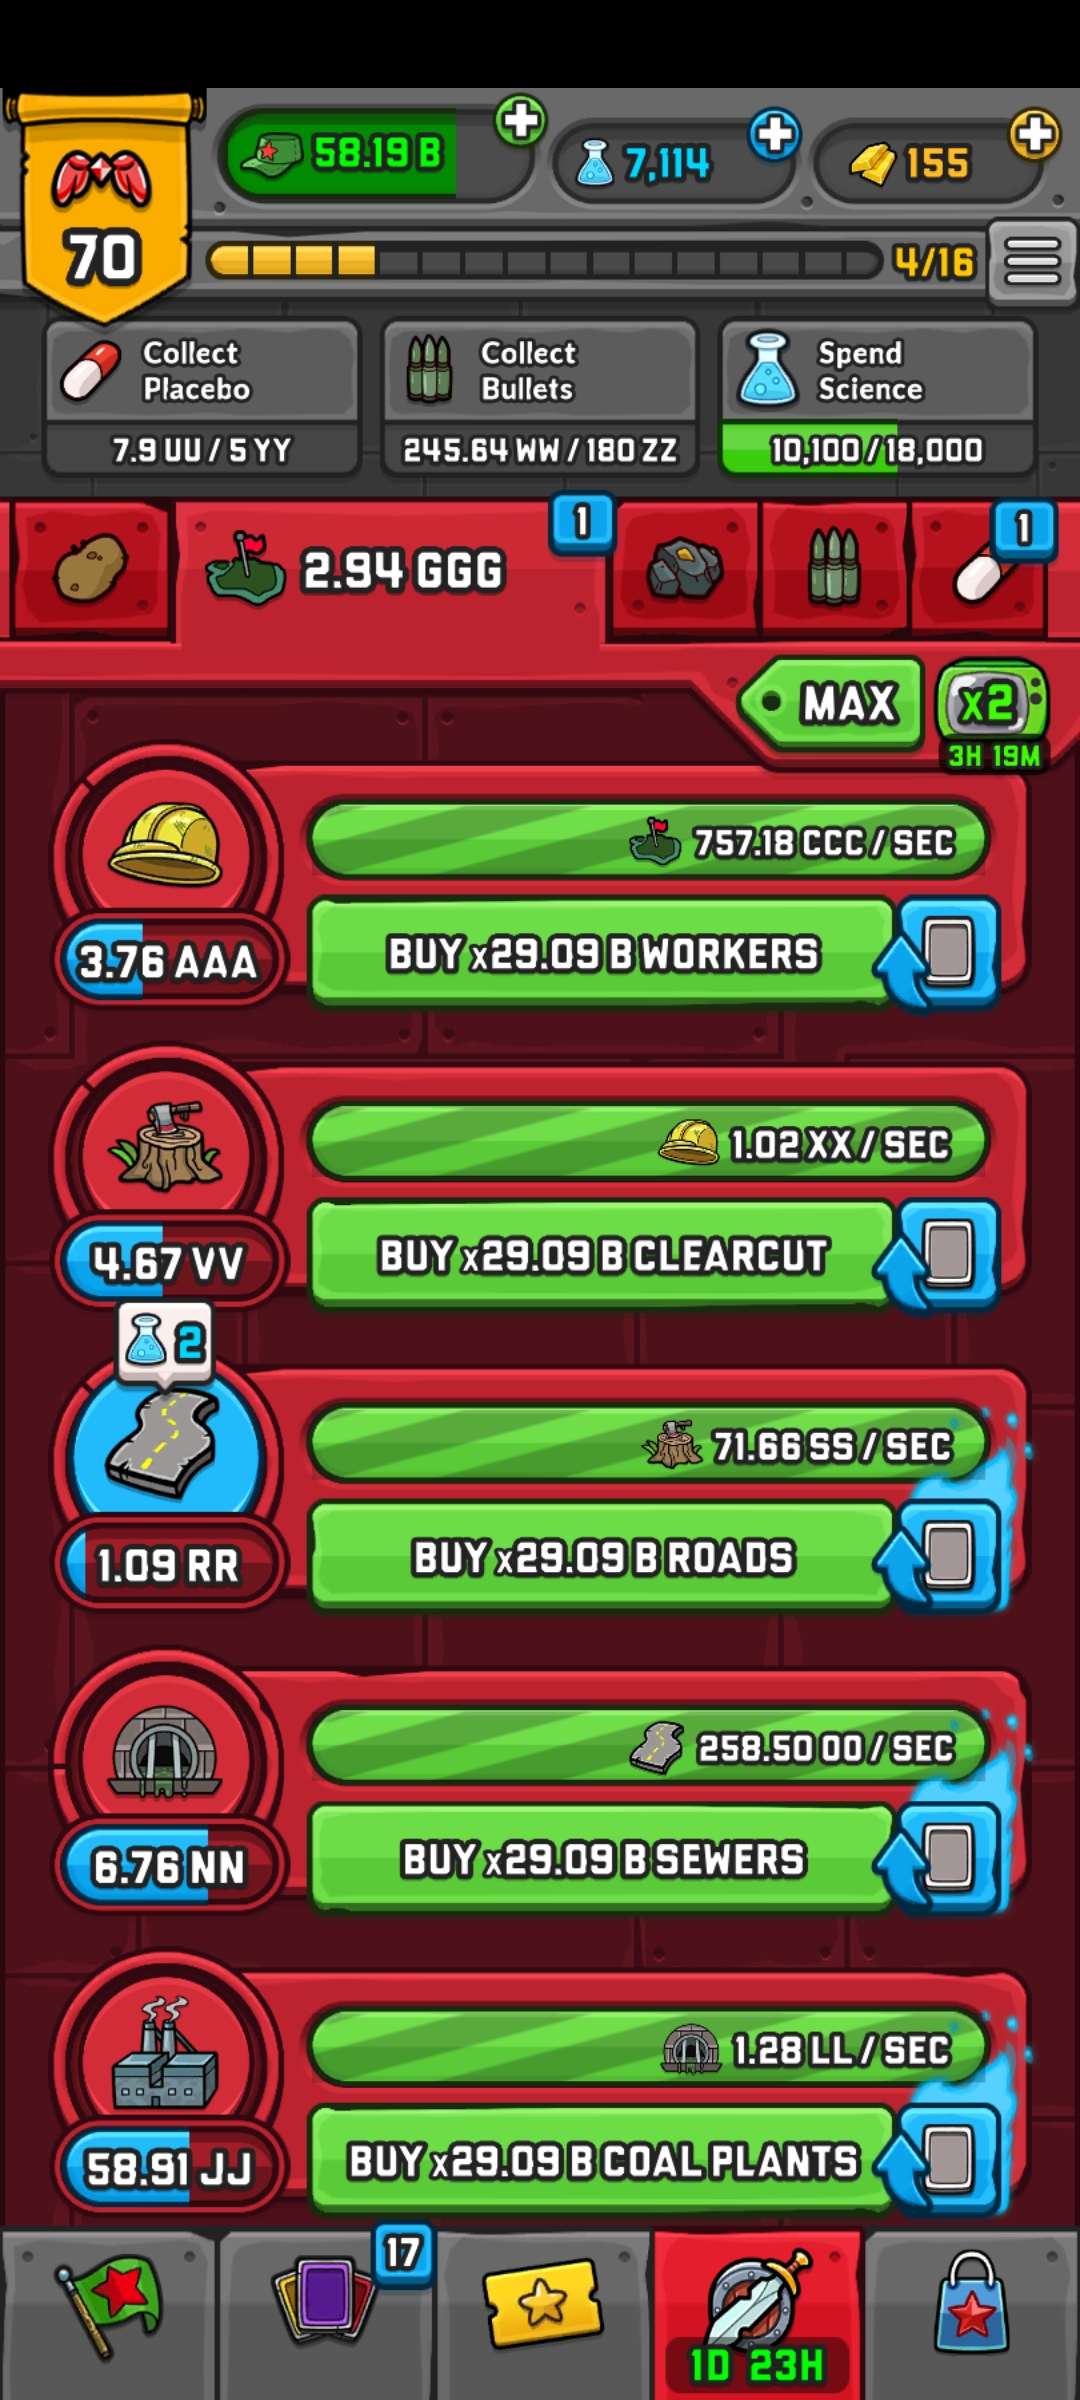 70
58.19 B
7,114
155
4/16
Collect
Placebo
7.9 UU / 5 YY
Collect
Bullets
245.64 WW / 180 ZZ
Spend
Science
10,100 / 18,000
2.94 GGG
1
1
MAX
x2
3H 19M
757.18 CCC / SEC
3.76 AAA
BUY x29.09 B WORKERS
1.02 XX / SEC
4.67 VV
BUY x29.09 B CLEARCUT
2
71.66 SS / SEC
1.09 RR
BUY x29.09 B ROADS
258.50 OO / SEC
6.76 NN
BUY x29.09 B SEWERS
1.28 LL / SEC
58.91 JJ
BUY x29.09 B COAL PLANTS
17
1D 23H